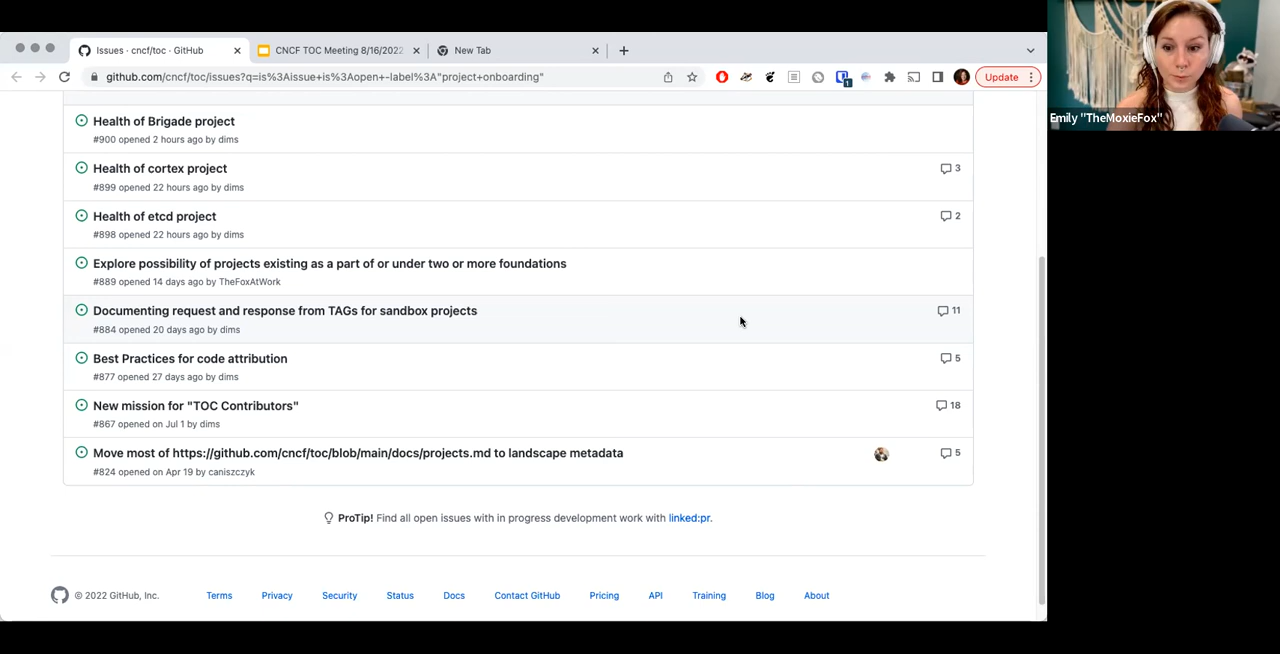 Issues · cncf/toc · GitHub
CNCF TOC Meeting 8/16/2022
New Tab
github.com/cncf/toc/issues?q=is%3Aissue+is%3Aopen+-label%3A"project+onboarding"
1
Update
Emily "TheMoxieFox"
Health of Brigade project
#900 opened 2 hours ago by dims
Health of cortex project
3
#899 opened 22 hours ago by dims
Health of etcd project
2
#898 opened 22 hours ago by dims
Explore possibility of projects existing as a part of or under two or more foundations
#889 opened 14 days ago by TheFoxAtWork
Documenting request and response from TAGs for sandbox projects
11
#884 opened 20 days ago by dims
Best Practices for code attribution
5
#877 opened 27 days ago by dims
New mission for "TOC Contributors"
18
#867 opened on Jul 1 by dims
Move most of https://github.com/cncf/toc/blob/main/docs/projects.md to landscape metadata
5
#824 opened on Apr 19 by caniszczyk
ProTip! Find all open issues with in progress development work with linked:pr.
© 2022 GitHub, Inc.
Terms
Privacy
Security
Status
Docs
Contact GitHub
Pricing
API
Training
Blog
About